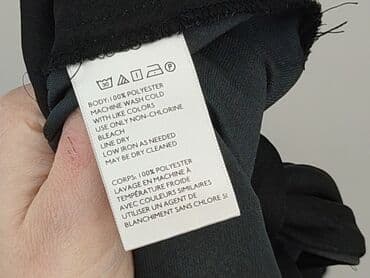 30 P
BODY: 100% POLYESTER
MACHINE WASH COLD
WITH LIKE COLORS
USE ONLY NON-CHLORINE
BLEACH
LINE DRY
LOW IRON AS NEEDED
MAY BE DRY CLEANED
CORPS: 100% POLYESTER
LAVAGE EN MACHINE À
TEMPÉRATURE FROIDE
AVEC COULEURS SIMILAIRES
UTILISER UN AGENT DE
BLANCHIMENT SANS CHLORE SI